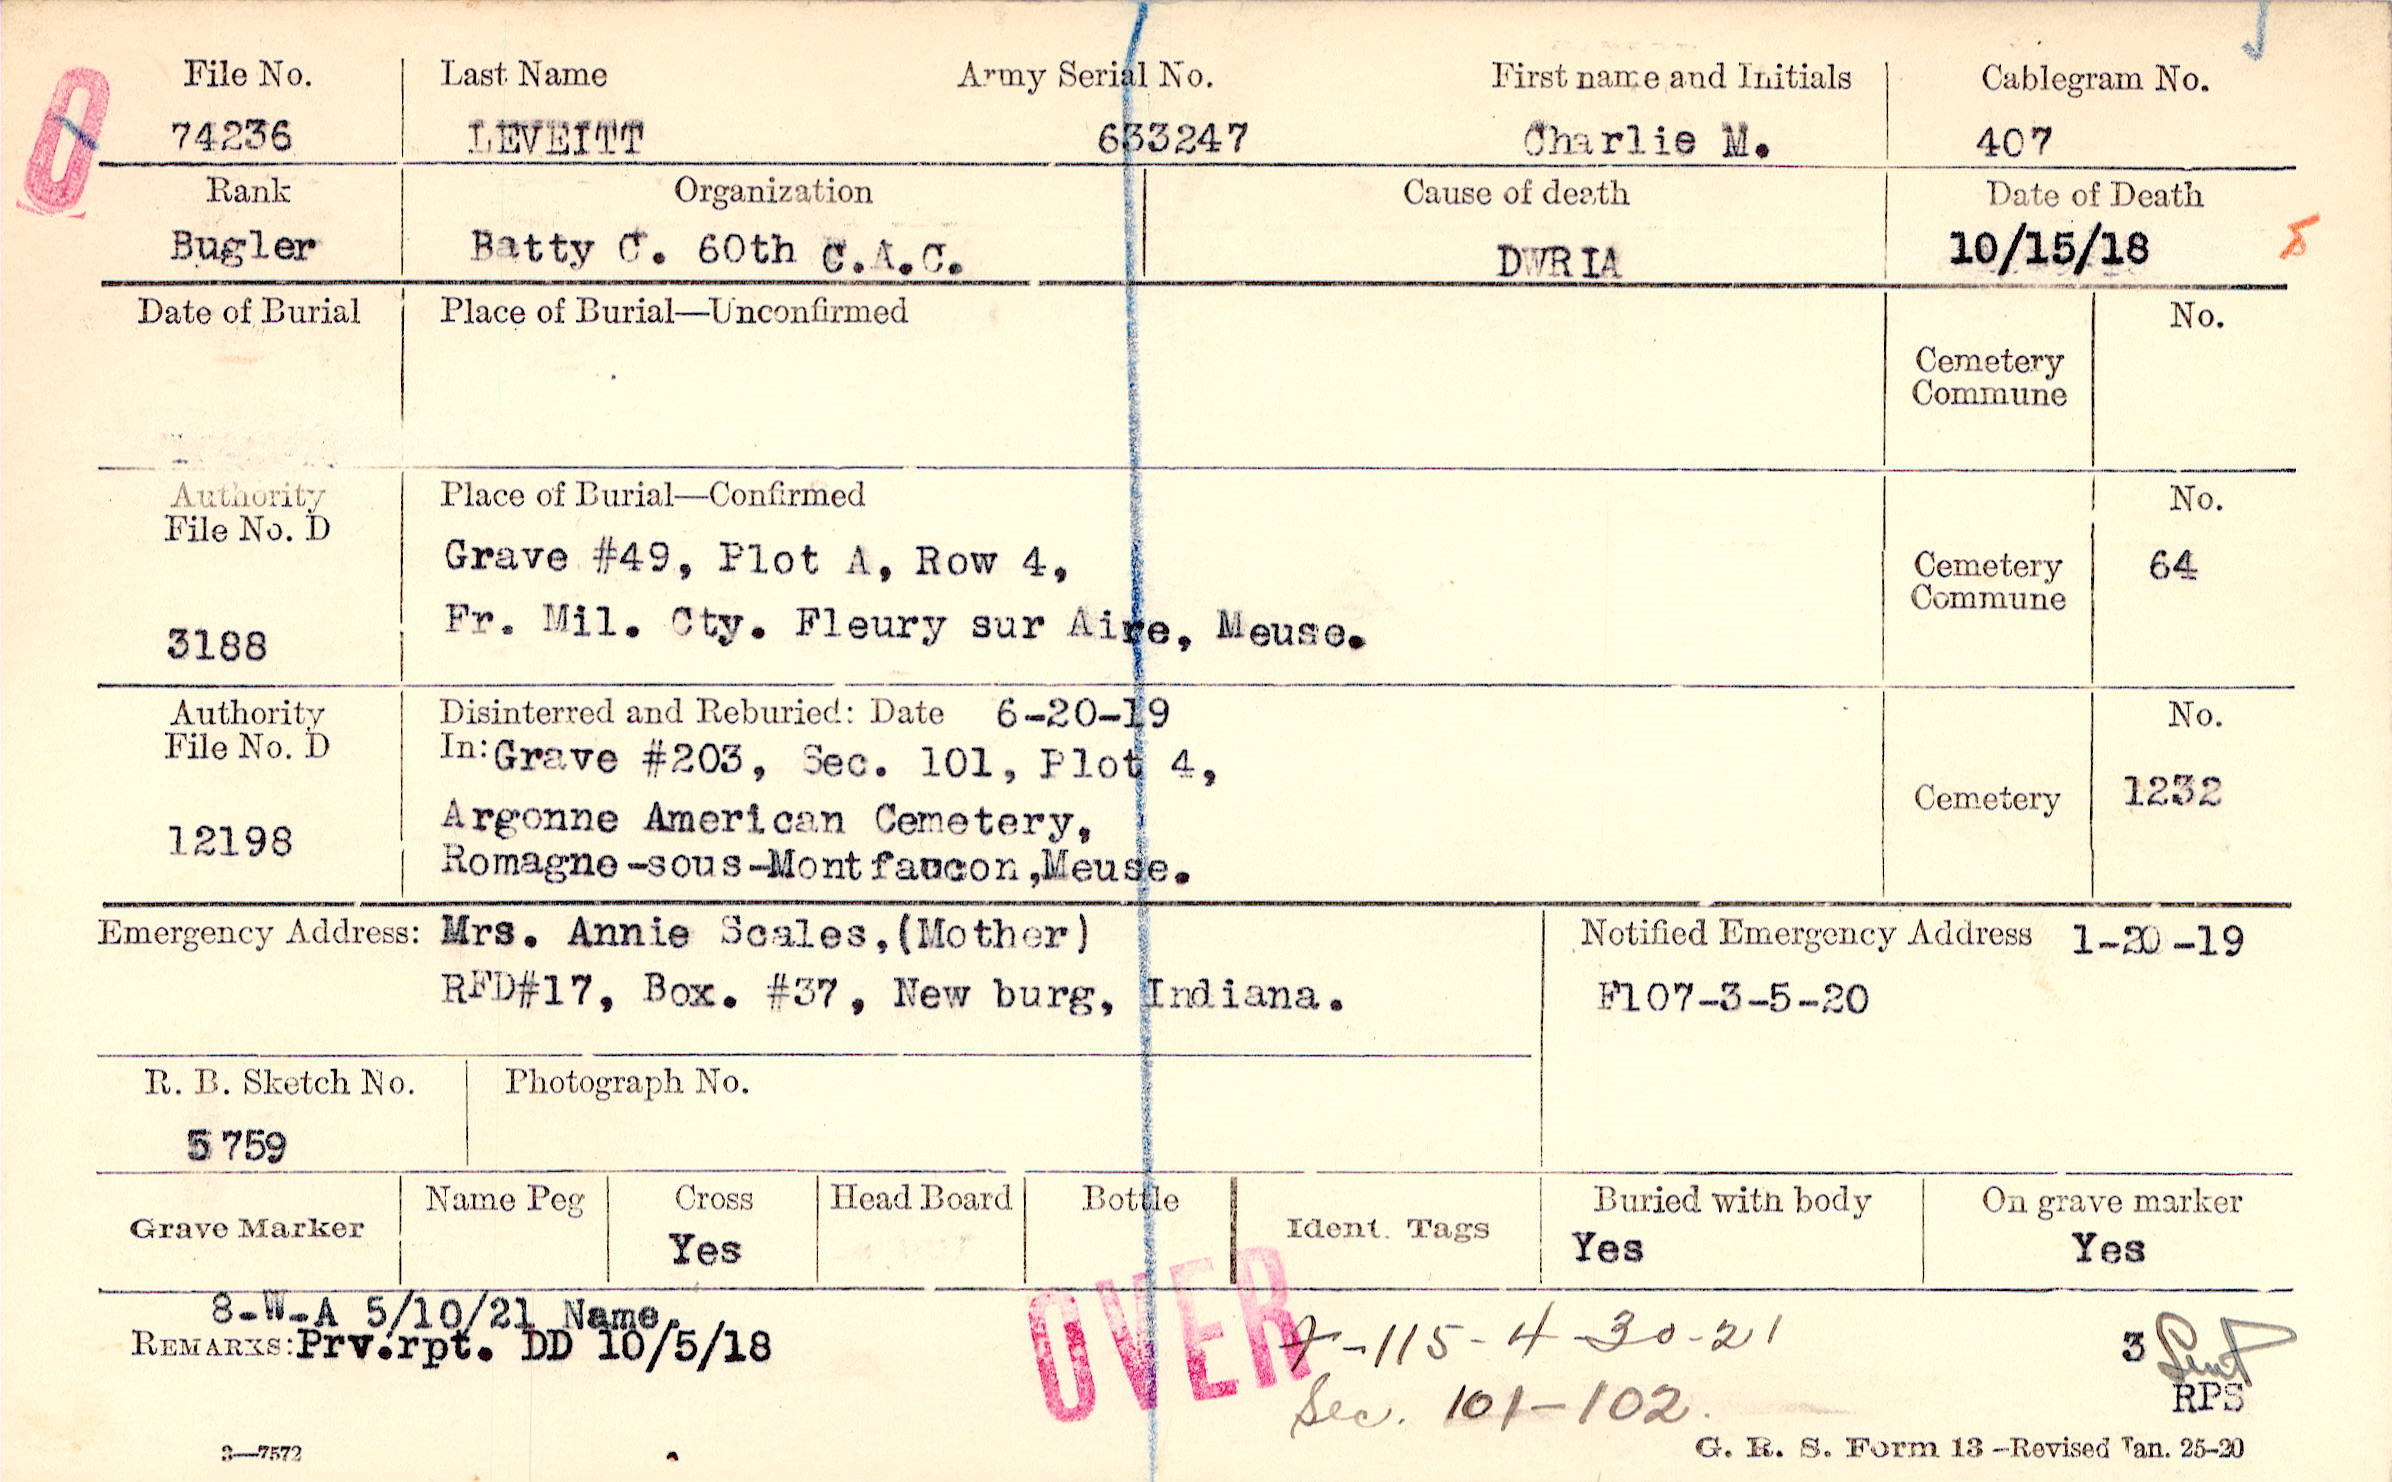 File No. Last Name Army Serial No. First name and Initials Cablegram No.
74236 LEVEITT 633247 Charlie M. 407
Rank Organization Cause of death Date of Death
Bugler Batty C. 60th C.A.C. DWRIA 10/15/18
Date of Burial Place of Burial—Unconfirmed No.
Cemetery
Commune
Authority Place of Burial—Confirmed No.
File No. D
Grave #49, Plot A, Row 4,
Cemetery 64
Commune
Fr. Mil. Cty. Fleury sur Aire, Meuse.
3188
Authority Disinterred and Reburied: Date 6-20-19 No.
File No. D In: Grave #203, Sec. 101, Plot 4,
Cemetery 1232
Argonne American Cemetery,
12198
Romagne-sous-Montfaucon,Meuse.
Emergency Address: Mrs. Annie Scales,(Mother) Notified Emergency Address 1-20-19
RFD#17, Box. #37, New burg, Indiana. F107-3-5-20
R. B. Sketch No. Photograph No.
5759
Grave Marker Name Peg Cross Head Board Bottle Ident. Tags Buried with body On grave marker
Yes Yes Yes
8-W-A 5/10/21 Name.
REMARKS: Prv.rpt. DD 10/5/18
OVER
-115-4-30-21
3 Sent
Sec. 101-102.
RPS
3—7572 G. R. S. Form 13—Revised Jan. 25-20